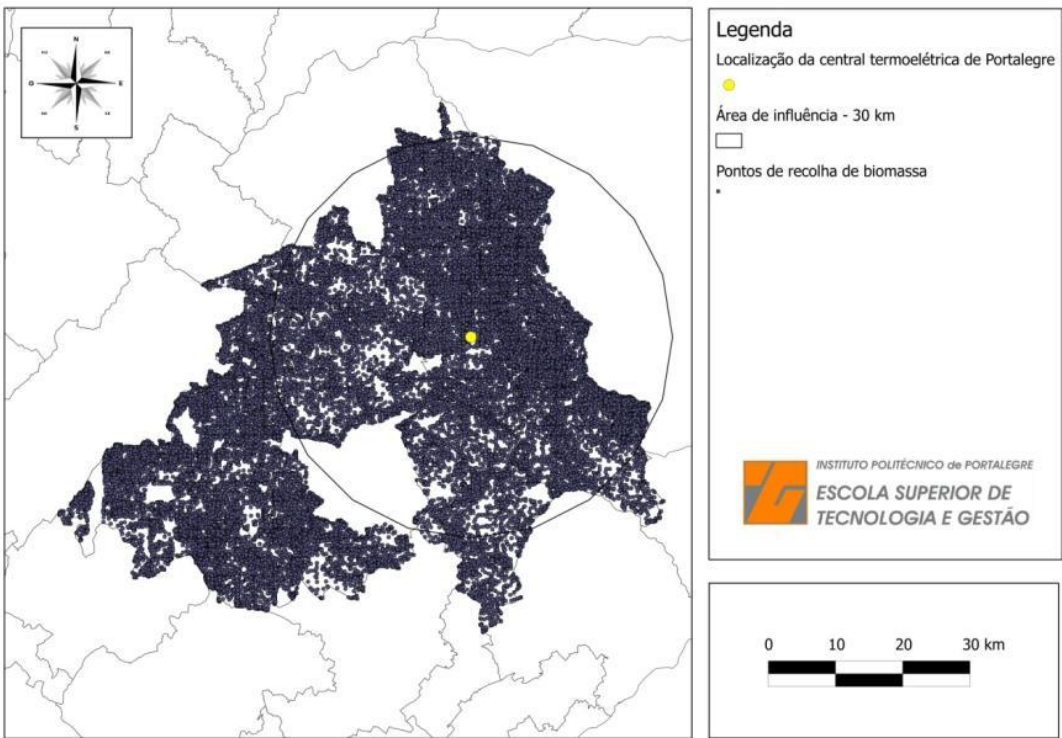 N
O
E
S
Legenda
Localização da central termoelétrica de Portalegre
Área de influência - 30 km
Pontos de recolha de biomassa
INSTITUTO POLITÉCNICO de PORTALEGRE
ESCOLA SUPERIOR DE
TECNOLOGIA E GESTÃO
0 10 20 30 km